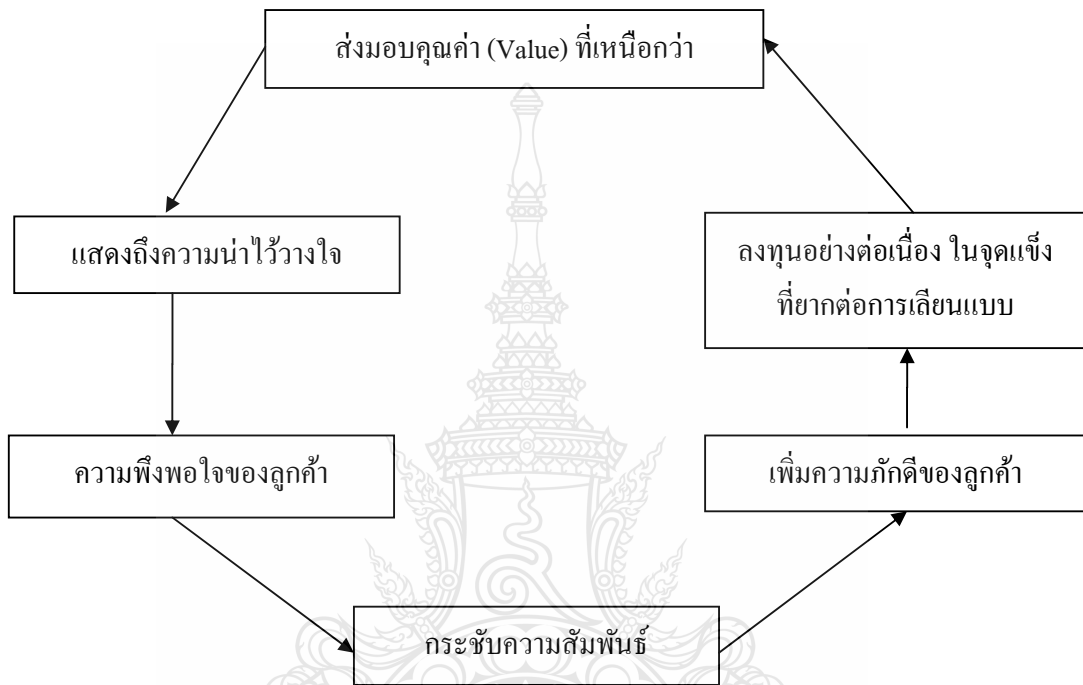 ส่งมอบคุณค่า (Value) ที่เหนือกว่า
แสดงถึงความน่าไว้วางใจ
ลงทุนอย่างต่อเนื่อง ในจุดแข็ง
ที่ยากต่อการเลียนแบบ
ความพึงพอใจของลูกค้า
เพิ่มความภักดีของลูกค้า
กระชับความสัมพันธ์